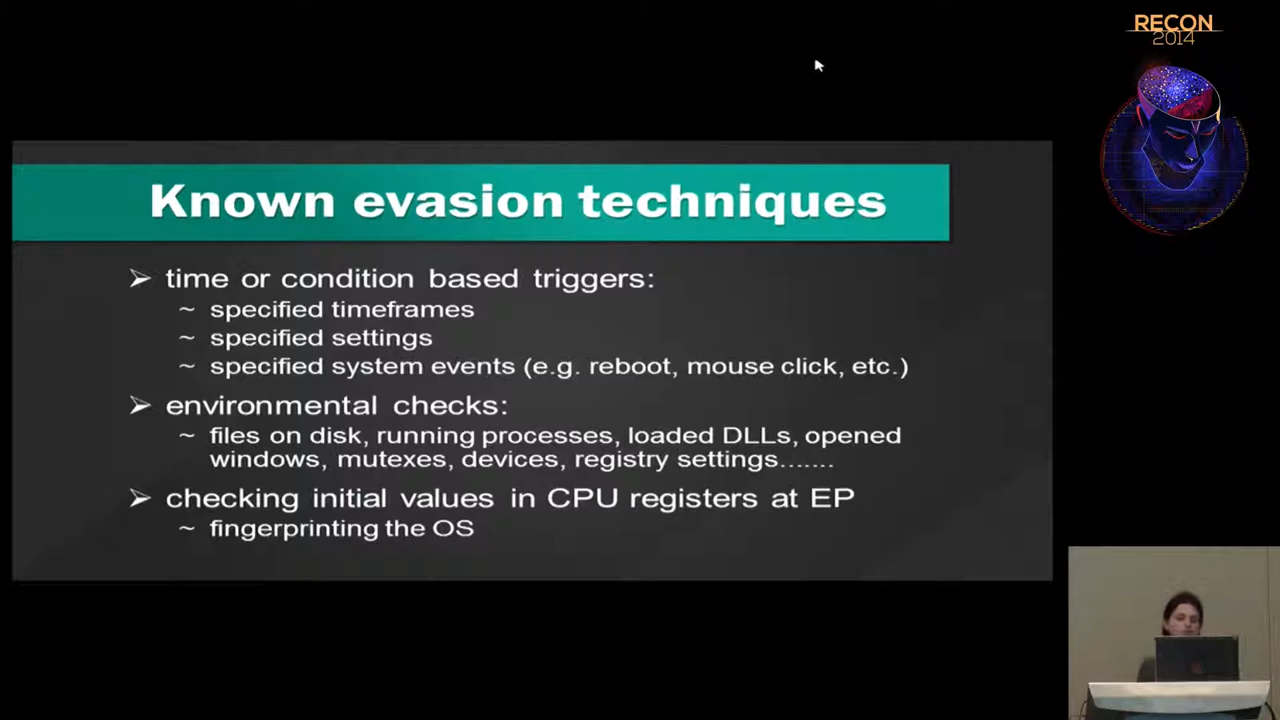 RECON
2014
Known evasion techniques
➢ time or condition based triggers:
~ specified timeframes
~ specified settings
~ specified system events (e.g. reboot, mouse click, etc.)
➢ environmental checks:
~ files on disk, running processes, loaded DLLs, opened
windows, mutexes, devices, registry settings.......
➢ checking initial values in CPU registers at EP
~ fingerprinting the OS